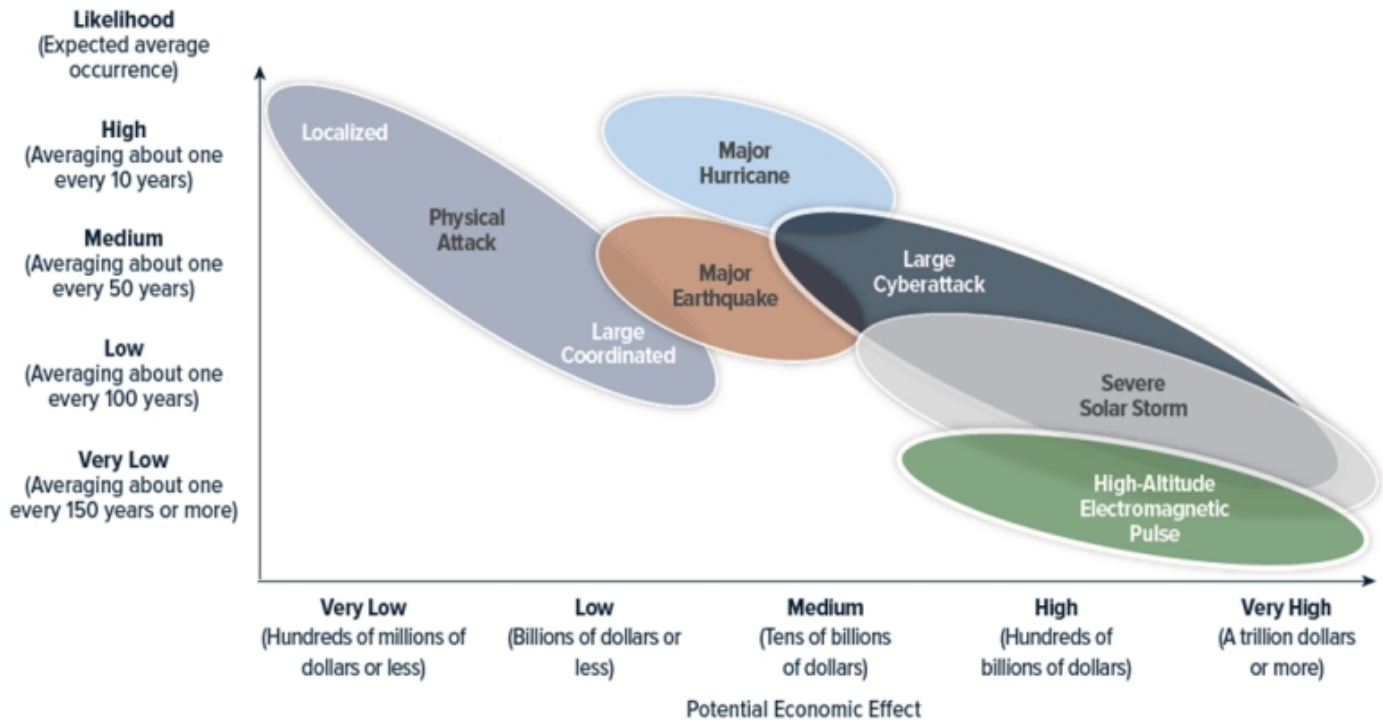 Likelihood
(Expected average
occurrence)
High
(Averaging about one
every 10 years)
Medium
(Averaging about one
every 50 years)
Low
(Averaging about one
every 100 years)
Very Low
(Averaging about one
every 150 years or more)
Localized
Physical
Attack
Large
Coordinated
Major
Hurricane
Major
Earthquake
Large
Cyberattack
Severe
Solar Storm
High-Altitude
Electromagnetic
Pulse
Very Low
(Hundreds of millions of
dollars or less)
Low
(Billions of dollars or
less)
Medium
(Tens of billions
of dollars)
High
(Hundreds of
billions of dollars)
Very High
(A trillion dollars
or more)
Potential Economic Effect